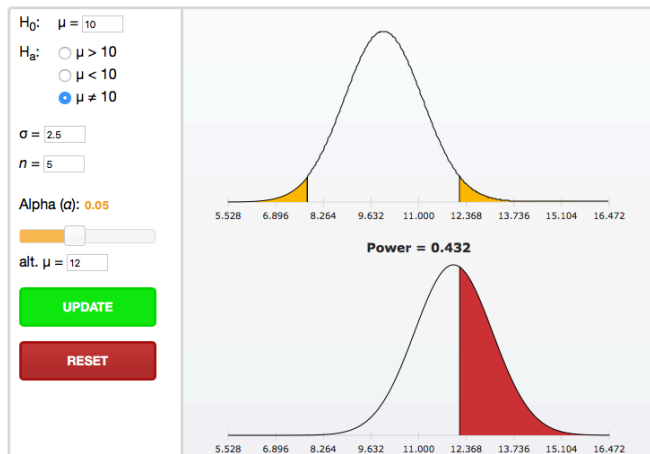 H0: μ = 10
Ha: μ > 10
μ < 10
μ ≠ 10
σ = 2.5
n = 5
Alpha (α): 0.05
alt. μ = 12
UPDATE
RESET
5.528 6.896 8.264 9.632 11.000 12.368 13.736 15.104 16.472
Power = 0.432
5.528 6.896 8.264 9.632 11.000 12.368 13.736 15.104 16.472